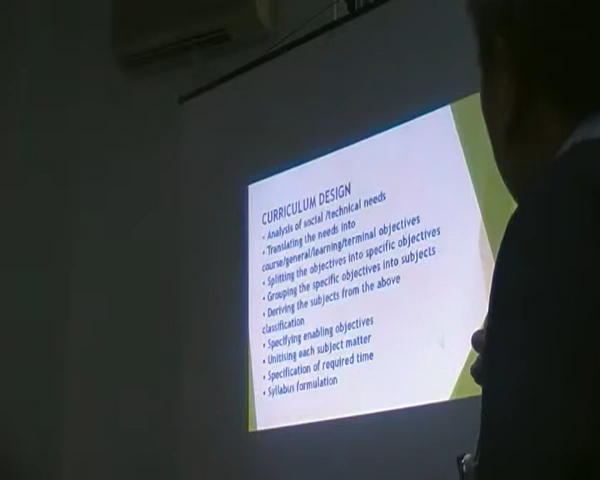 CURRICULUM DESIGN
• Analysis of social /technical needs
• Translating the needs into
course/general/learning/terminal objectives
• Splitting the objectives into specific objectives
• Grouping the specific objectives into subjects
• Deriving the subjects from the above
classification
• Specifying enabling objectives
• Unitising each subject matter
• Specification of required time
• Syllabus formulation